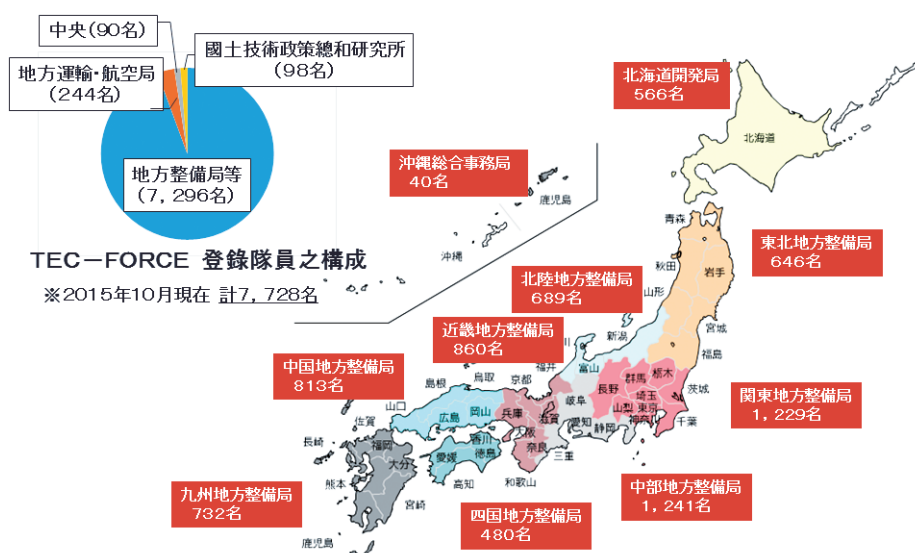 中央(90名)
國土技術政策總和研究所
(98名)
地方運輸・航空局
(244名)
地方整備局等
(7,296名)
TEC－FORCE 登錄隊員之構成
※2015年10月現在 計7,728名
北海道開発局
566名
北海道
沖縄総合事務局
40名
鹿児島
沖縄
青森
東北地方整備局
646名
秋田
岩手
北陸地方整備局
689名
山形
宮城
新潟
福島
近畿地方整備局
860名
川
福井
富山
中国地方整備局
813名
島根
鳥取
京都
長野
群馬
栃木
茨城
関東地方整備局
1,229名
山口
広島
岡山
兵庫
滋賀
岐阜
山梨
埼玉
東京
神奈川
千葉
佐賀
長崎
福岡
大分
香川
愛媛
徳島
阪
奈良
愛知
静岡
三重
熊本
高知
和歌山
宮崎
中部地方整備局
1,241名
九州地方整備局
732名
四国地方整備局
480名
鹿児島